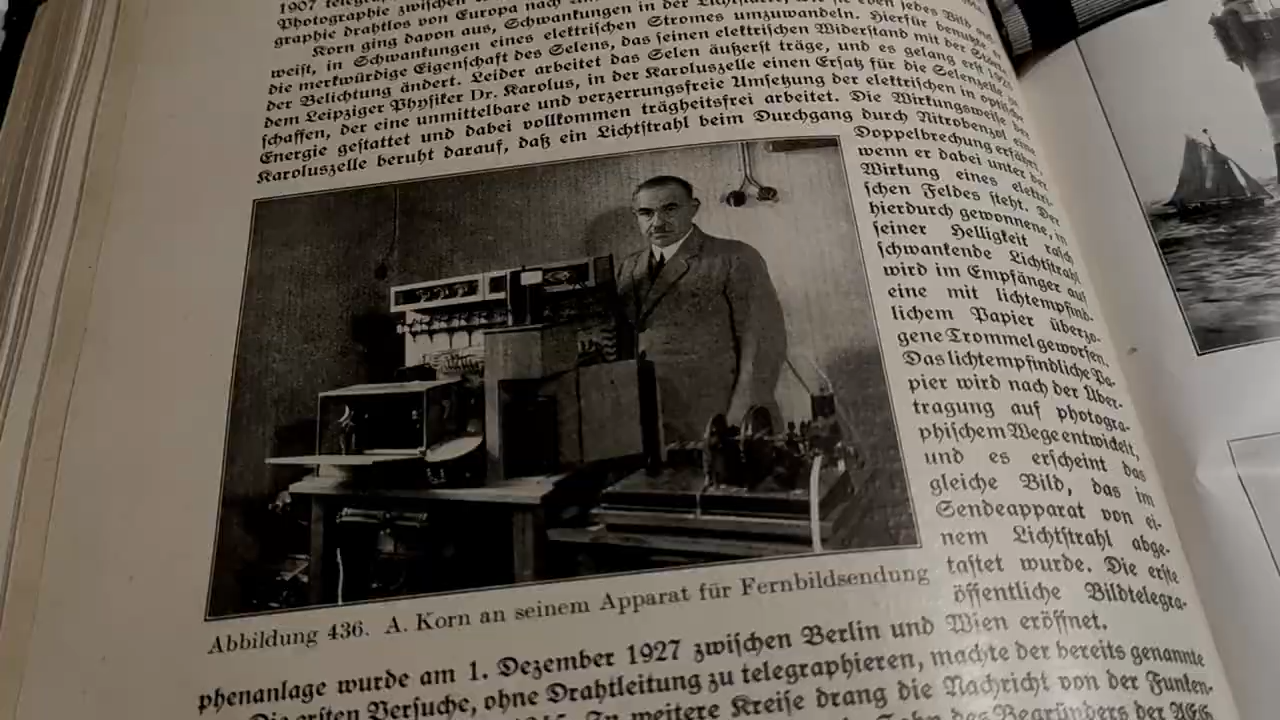 1907
Photographie zwischen
graphie drahtlos von Europa nach
Korn ging davon aus, Schwankungen in der
weist, in Schwankungen eines elektrischen Stromes umzuwandeln. Hierfür
die merkwürdige Eigenschaft des Selens, das seinen elektrischen Widerstand mit der
der Belichtung ändert. Leider arbeitet das Selen äußerst träge, und es gelang erst
dem Leipziger Physiker Dr. Karolus, in der Karoluszelle einen Ersatz für die Selenzelle zu
schaffen, der eine unmittelbare und verzerrungsfreie Umsetzung der elektrischen in optische
Energie gestattet und dabei vollkommen trägheitsfrei arbeitet. Die Wirkungsweise der
Karoluszelle beruht darauf, daß ein Lichtstrahl beim Durchgang durch Nitrobenzol eine
Doppelbrechung erfährt,
wenn er dabei unter der
Wirkung eines elektri-
schen Feldes steht. Der
hierdurch gewonnene, in
seiner Helligkeit rasch
schwankende Lichtstrahl
wird im Empfänger auf
eine mit lichtempfind-
lichem Papier überzo-
gene Trommel geworfen.
Das lichtempfindliche Pa-
pier wird nach der Über-
tragung auf photogra-
phischem Wege entwickelt,
und es erscheint das
gleiche Bild, das im
Sendeapparat von ei-
nem Lichtstrahl abge-
tastet wurde. Die erste
öffentliche Bildtelegra-
Abbildung 436. A. Korn an seinem Apparat für Fernbildsendung
phenanlage wurde am 1. Dezember 1927 zwischen Berlin und Wien eröffnet.
Die ersten Versuche, ohne Drahtleitung zu telegraphieren, machte der bereits genannte
In weitere Kreise drang die Nachricht von der Funken-
des Begründers der AEG